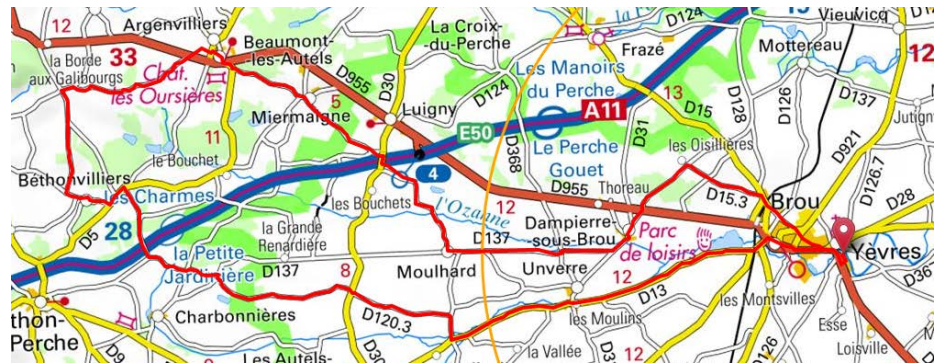 12
Argenvilliers
33
la Borde
aux Galibourgs
Beaumont
-les-Autels
La Croix
-du-Perche
D124
Frazé
Vieuvicq
12
Mottereau
Chât.
les Oursières
D955
D30
5
Luigny
Miermaigne
D124
Les Manoirs
du Perche
A11
13
D15
D31
D128
D126
D137
Jutign
D921
D126.7
11
le Bouchet
E50
4
D368
Le Perche
Gouet
les Oisillières
Béthonvilliers
les Charmes
28
D5
les Bouchets
l'Ozanne
12
D955
Thoreau
D15.3
Brou
D28
la Grande
Renardière
Dampierre
-sous-Brou
Parc
de loisirs
Yèvres
la Petite
Jardinière
D137
8
D137
Moulhard
Unverre
12
D13
D36
les Montsvilles
thon-
Perche
Charbonnières
D120.3
les Moulins
12
Esse
Loisville
D9
Les Autels-
D30
la Vallée
D126